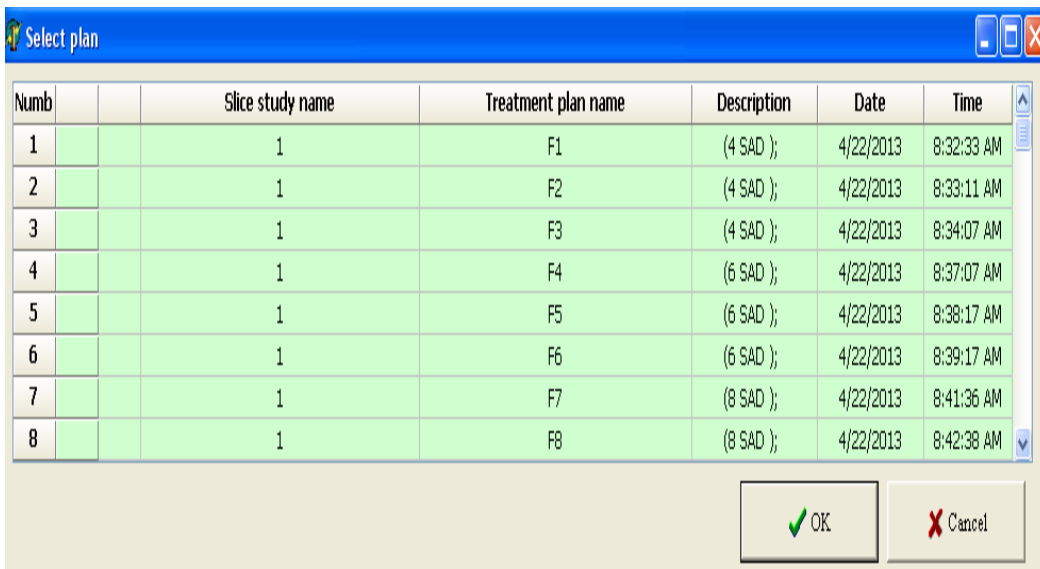 Select plan
Numb Slice study name Treatment plan name Description Date Time
1 1 F1 (4 SAD ); 4/22/2013 8:32:33 AM
2 1 F2 (4 SAD ); 4/22/2013 8:33:11 AM
3 1 F3 (4 SAD ); 4/22/2013 8:34:07 AM
4 1 F4 (6 SAD ); 4/22/2013 8:37:07 AM
5 1 F5 (6 SAD ); 4/22/2013 8:38:17 AM
6 1 F6 (6 SAD ); 4/22/2013 8:39:17 AM
7 1 F7 (8 SAD ); 4/22/2013 8:41:36 AM
8 1 F8 (8 SAD ); 4/22/2013 8:42:38 AM
OK Cancel